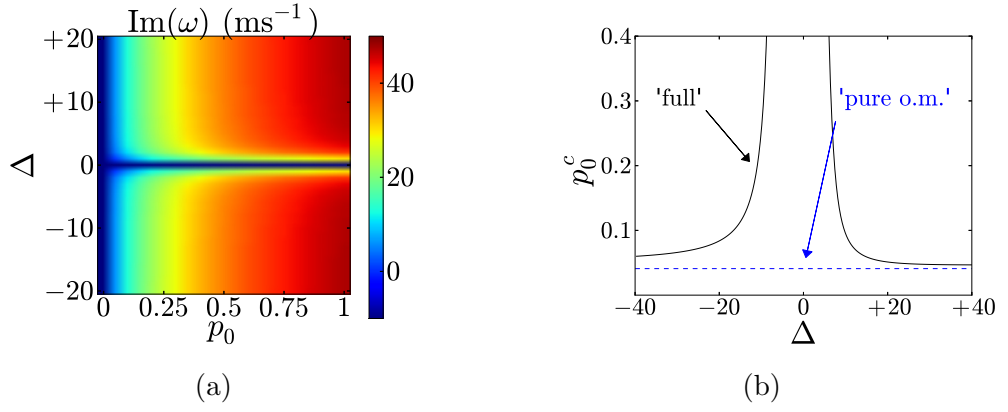 Im(ω) (ms⁻¹)
+20
+10
0
−10
−20
Δ
0
0.25
0.5
0.75
1
p₀
40
20
0
(a)
0.4
0.3
0.2
0.1
p₀ᶜ
'full'
'pure o.m.'
−40
−20
0
+20
+40
Δ
(b)